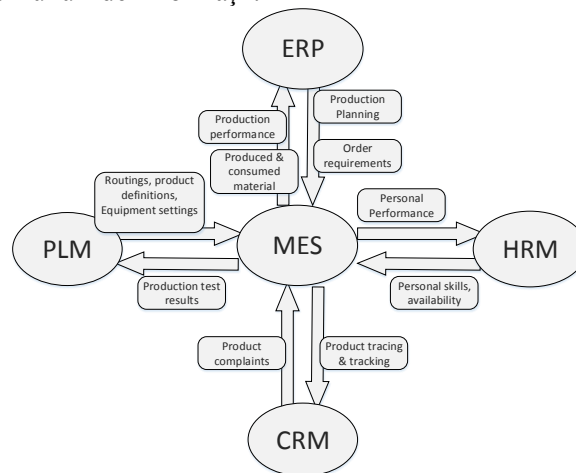 ERP
Production
performance
Produced &
consumed
material
Production
Planning
Order
requirements
Routings, product
definitions,
Equipment settings
Personal
Performance
PLM
MES
HRM
Production test
results
Personal skills,
availability
Product
complaints
Product tracing
& tracking
CRM